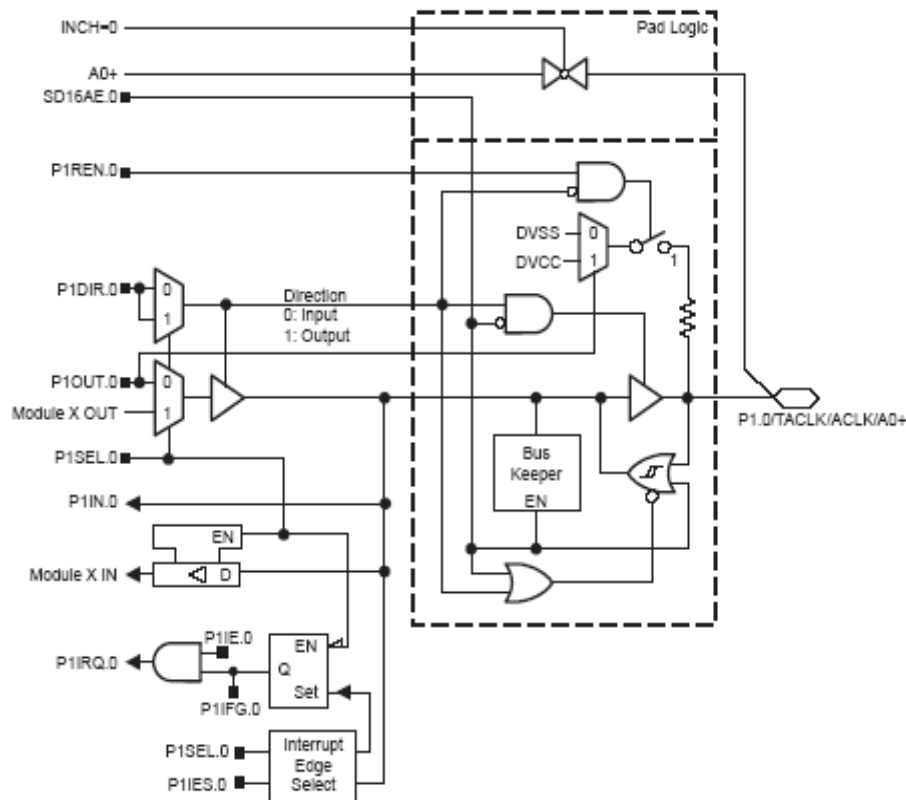 INCH=0
Pad Logic
A0+
SD16AE.0
P1REN.0
DVSS
0
DVCC
1
1
P1DIR.0
0
1
Direction
0: Input
1: Output
P1OUT.0
0
Module X OUT
1
P1.0/TACLK/ACLK/A0+
P1SEL.0
Bus
Keeper
EN
P1IN.0
EN
Module X IN
D
P1IE.0
EN
P1IRQ.0
Q
P1IFG.0
Set
P1SEL.0
Interrupt
Edge
Select
P1IES.0